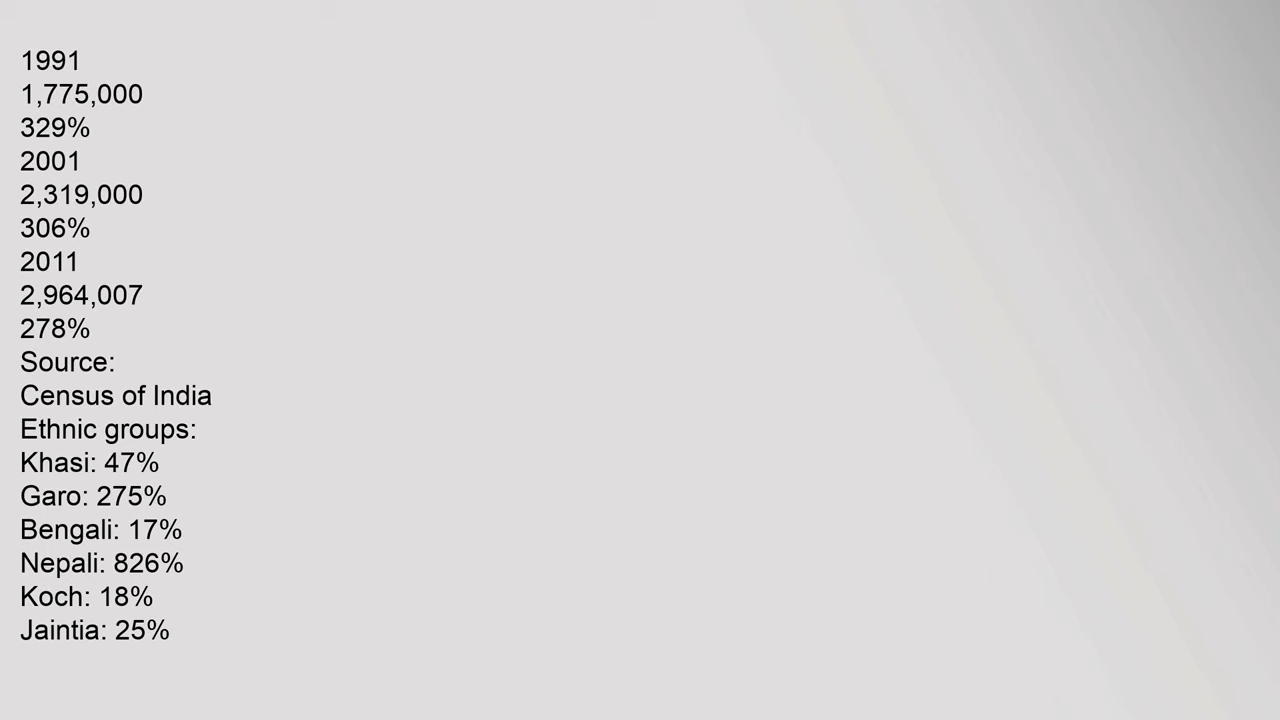 1991
1,775,000
329%
2001
2,319,000
306%
2011
2,964,007
278%
Source:
Census of India
Ethnic groups:
Khasi: 47%
Garo: 275%
Bengali: 17%
Nepali: 826%
Koch: 18%
Jaintia: 25%